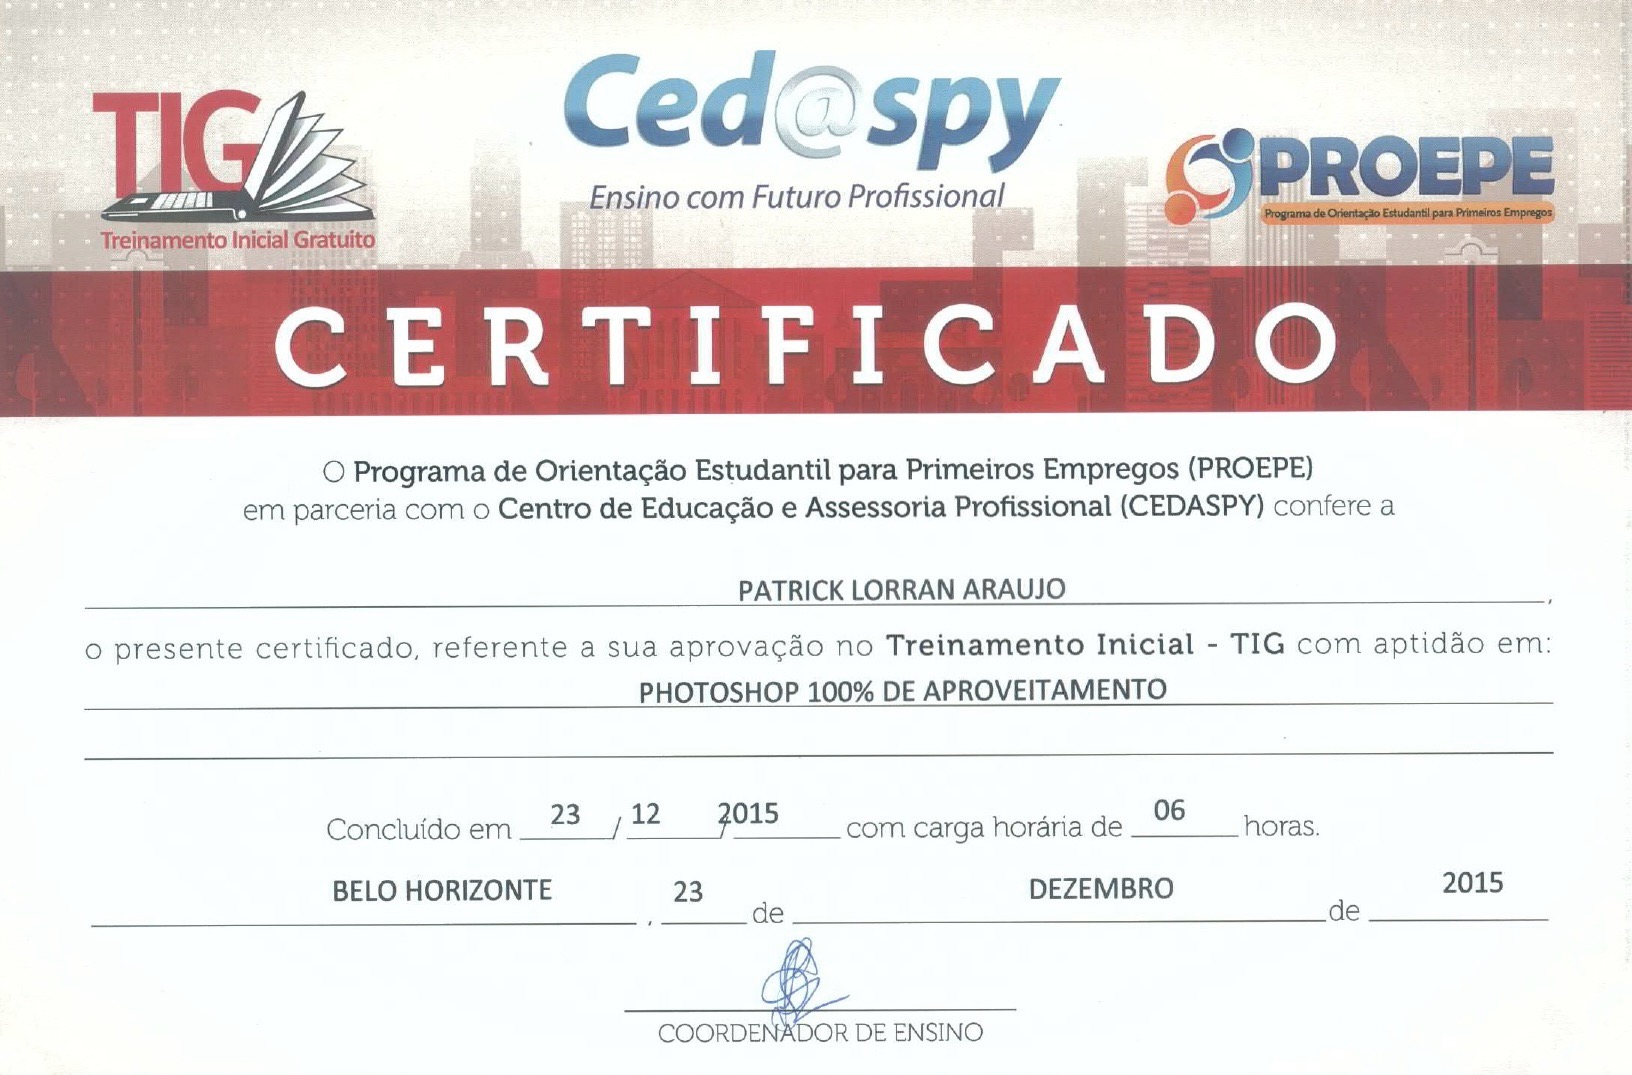 TIG
Treinamento Inicial Gratuito
Ced@spy
Ensino com Futuro Profissional
PROEPE
Programa de Orientação Estudantil para Primeiros Empregos
CERTIFICADO
O Programa de Orientação Estudantil para Primeiros Empregos (PROEPE)
em parceria com o Centro de Educação e Assessoria Profissional (CEDASPY) confere a
PATRICK LORRAN ARAUJO,
o presente certificado, referente a sua aprovação no Treinamento Inicial - TIG com aptidão em:
PHOTOSHOP 100% DE APROVEITAMENTO
Concluído em 23 / 12 / 2015 com carga horária de 06 horas.
BELO HORIZONTE, 23 de DEZEMBRO de 2015
COORDENADOR DE ENSINO